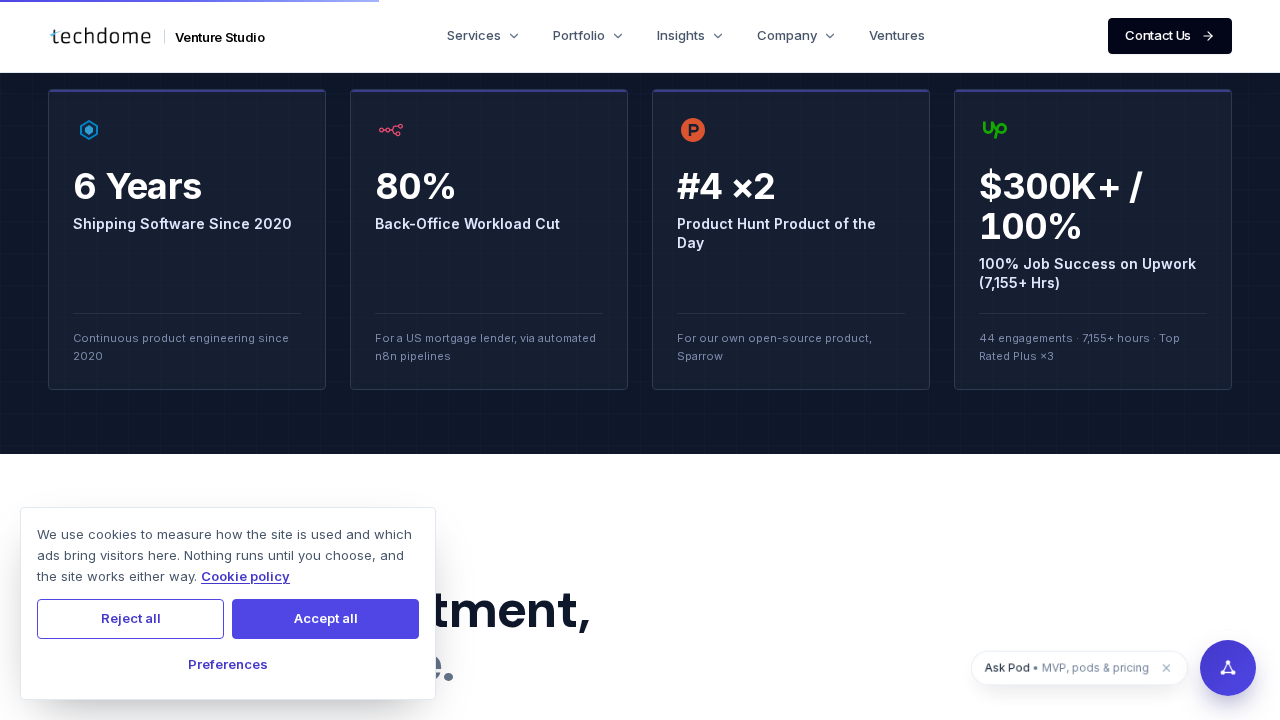 techdome Venture Studio Services Portfolio Insights Company Ventures Contact Us
6 Years
Shipping Software Since 2020
Continuous product engineering since
2020
80%
Back-Office Workload Cut
For a US mortgage lender, via automated
n8n pipelines
P
#4 ×2
Product Hunt Product of the
Day
For our own open-source product,
Sparrow
up
$300K+ /
100%
100% Job Success on Upwork
(7,155+ Hrs)
44 engagements · 7,155+ hours · Top
Rated Plus ×3
We use cookies to measure how the site is used and which
ads bring visitors here. Nothing runs until you choose, and
the site works either way. Cookie policy
Reject all Accept all
Preferences
Ask Pod • MVP, pods & pricing